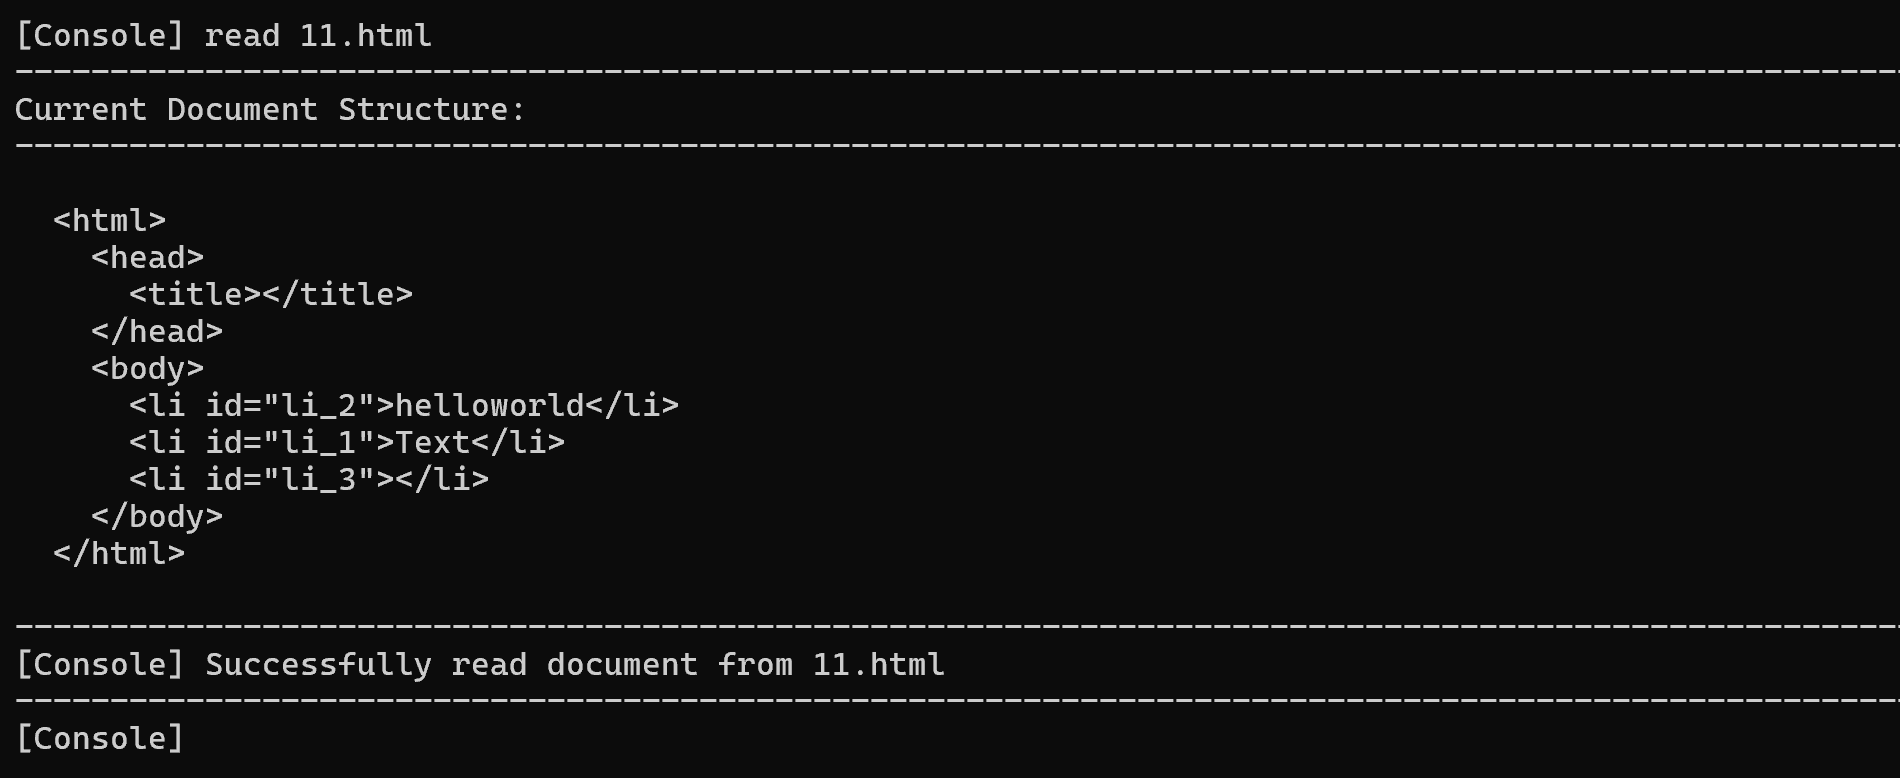 [Console] read 11.html
----------------------------------------------------------------------------------------------------
Current Document Structure:
----------------------------------------------------------------------------------------------------
  <html>
    <head>
      <title></title>
    </head>
    <body>
      <li id="li_2">helloworld</li>
      <li id="li_1">Text</li>
      <li id="li_3"></li>
    </body>
  </html>
----------------------------------------------------------------------------------------------------
[Console] Successfully read document from 11.html
----------------------------------------------------------------------------------------------------
[Console]